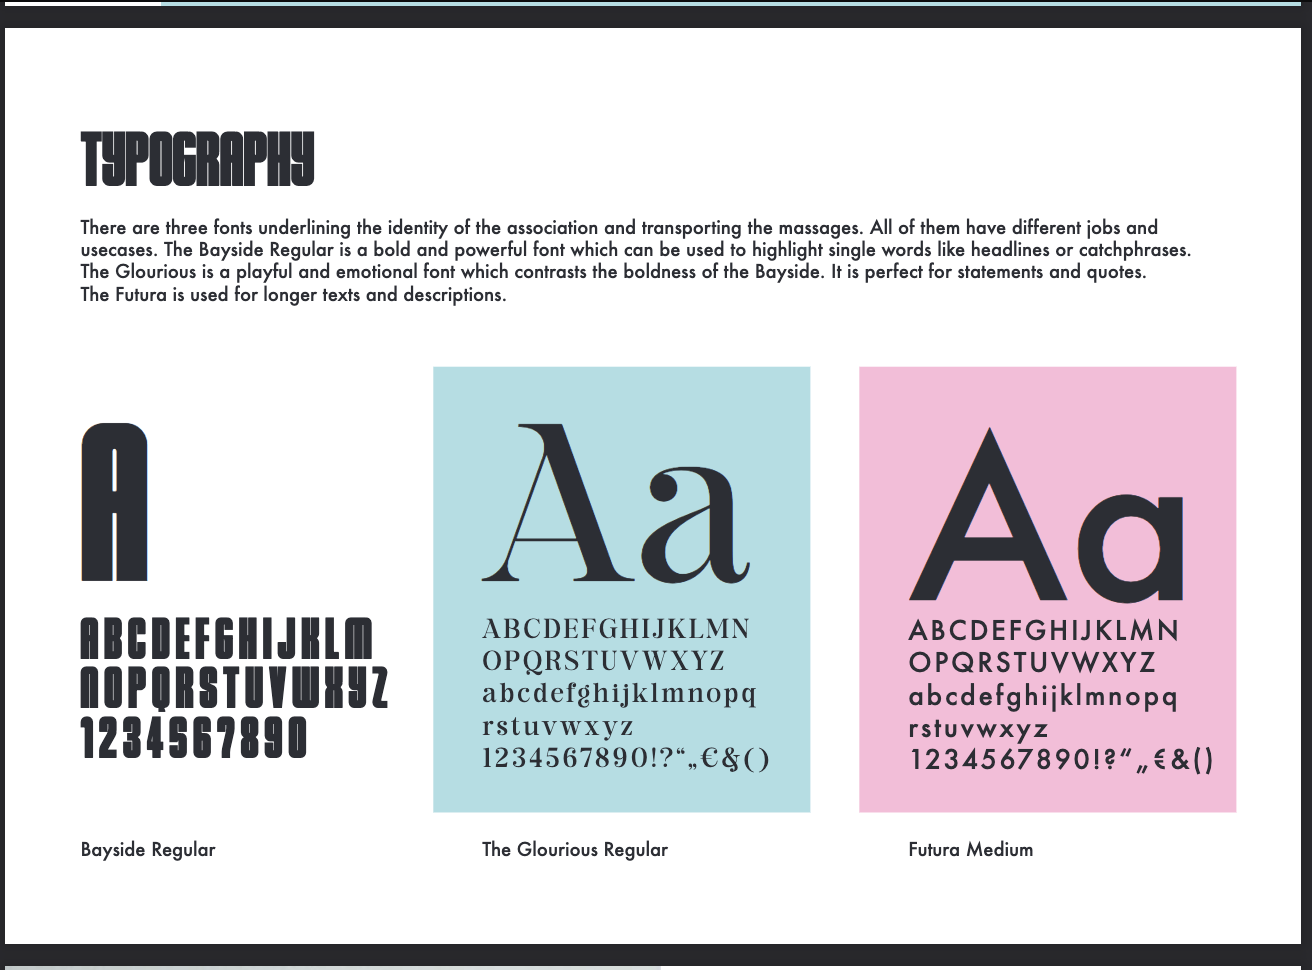 TYPOGRAPHY
There are three fonts underlining the identity of the association and transporting the massages. All of them have different jobs and
usecases. The Bayside Regular is a bold and powerful font which can be used to highlight single words like headlines or catchphrases.
The Glourious is a playful and emotional font which contrasts the boldness of the Bayside. It is perfect for statements and quotes.
The Futura is used for longer texts and descriptions.
A
ABCDEFGHIJKLM
NOPQRSTUVWXYZ
1234567890
Bayside Regular
Aa
ABCDEFGHIJKLMN
OPQRSTUVWXYZ
abcdefghijklmnopq
rstuvwxyz
1234567890!?“„€&()
The Glourious Regular
Aa
ABCDEFGHIJKLMN
OPQRSTUVWXYZ
abcdefghijklmnopq
rstuvwxyz
1234567890!?“„€&()
Futura Medium